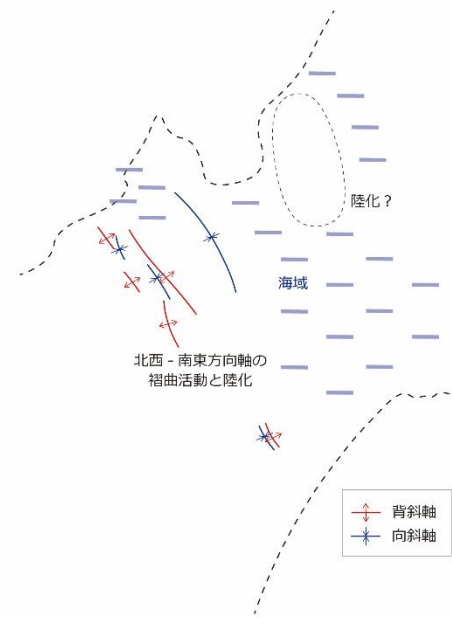 陸化？
海域
北西 - 南東方向軸の
褶曲活動と陸化
背斜軸
向斜軸